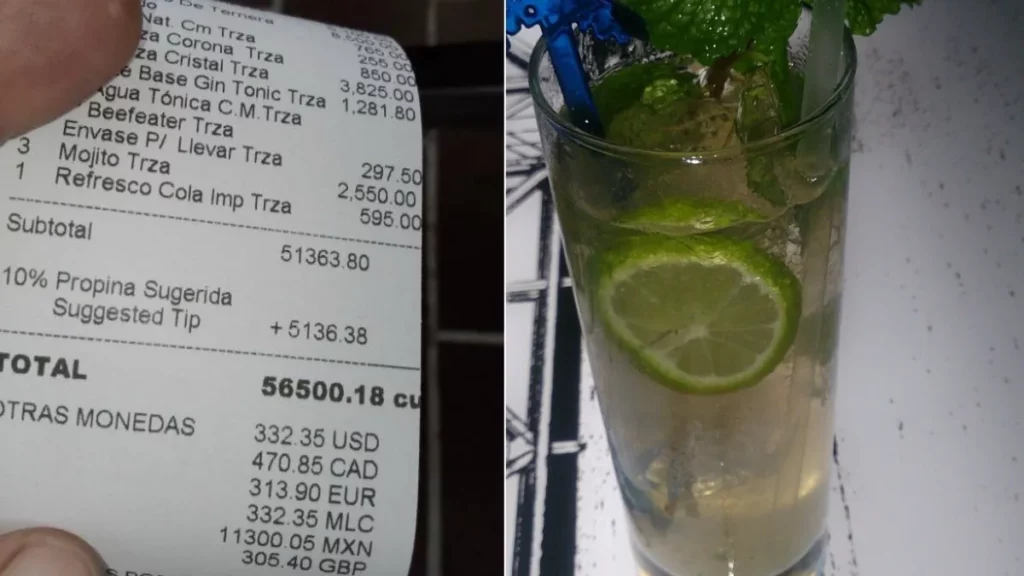 De Ternera
Nat. Cm Trza
Corona Trza 255.00
Cristal Trza 850.00
3,825.00
Base Gin Tonic Trza 1,281.80
Agua Tónica C.M.Trza
Beefeater Trza
Envase P/ Llevar Trza 297.50
3 Mojito Trza 2,550.00
1 Refresco Cola Imp Trza 595.00
Subtotal 51363.80
10% Propina Sugerida
Suggested Tip + 5136.38
TOTAL 56500.18 cu
OTRAS MONEDAS 332.35 USD
470.85 CAD
313.90 EUR
332.35 MLC
11300.05 MXN
305.40 GBP